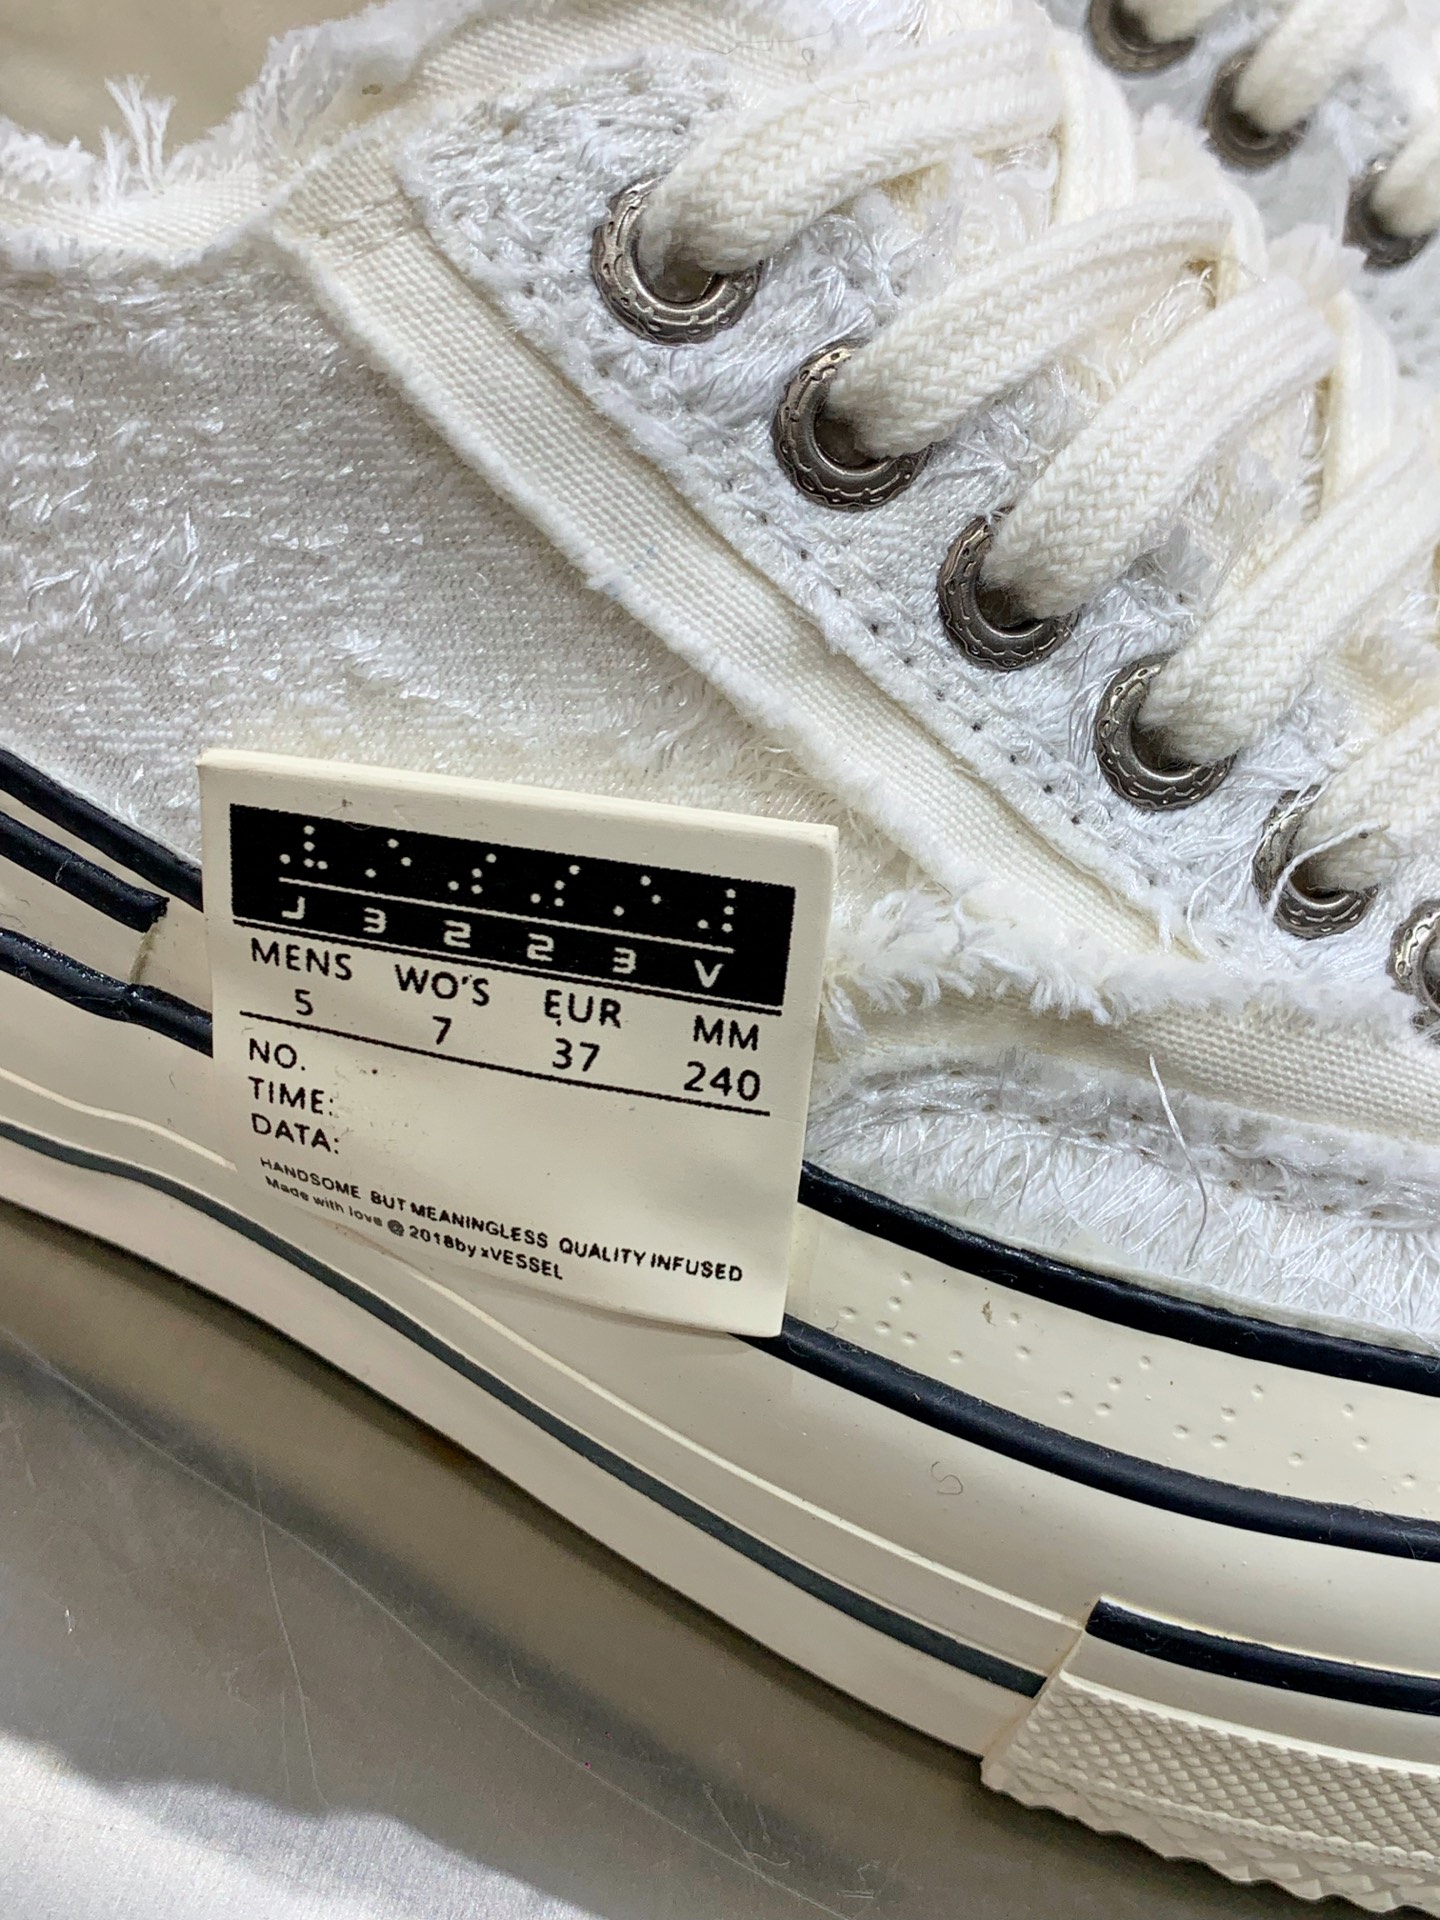 J 3 2 2 3 V
MENS WO'S EUR MM
5 7 37 240
NO.
TIME:
DATA:
HANDSOME BUT MEANINGLESS QUALITY INFUSED
Made with love @ 2018by xVESSEL